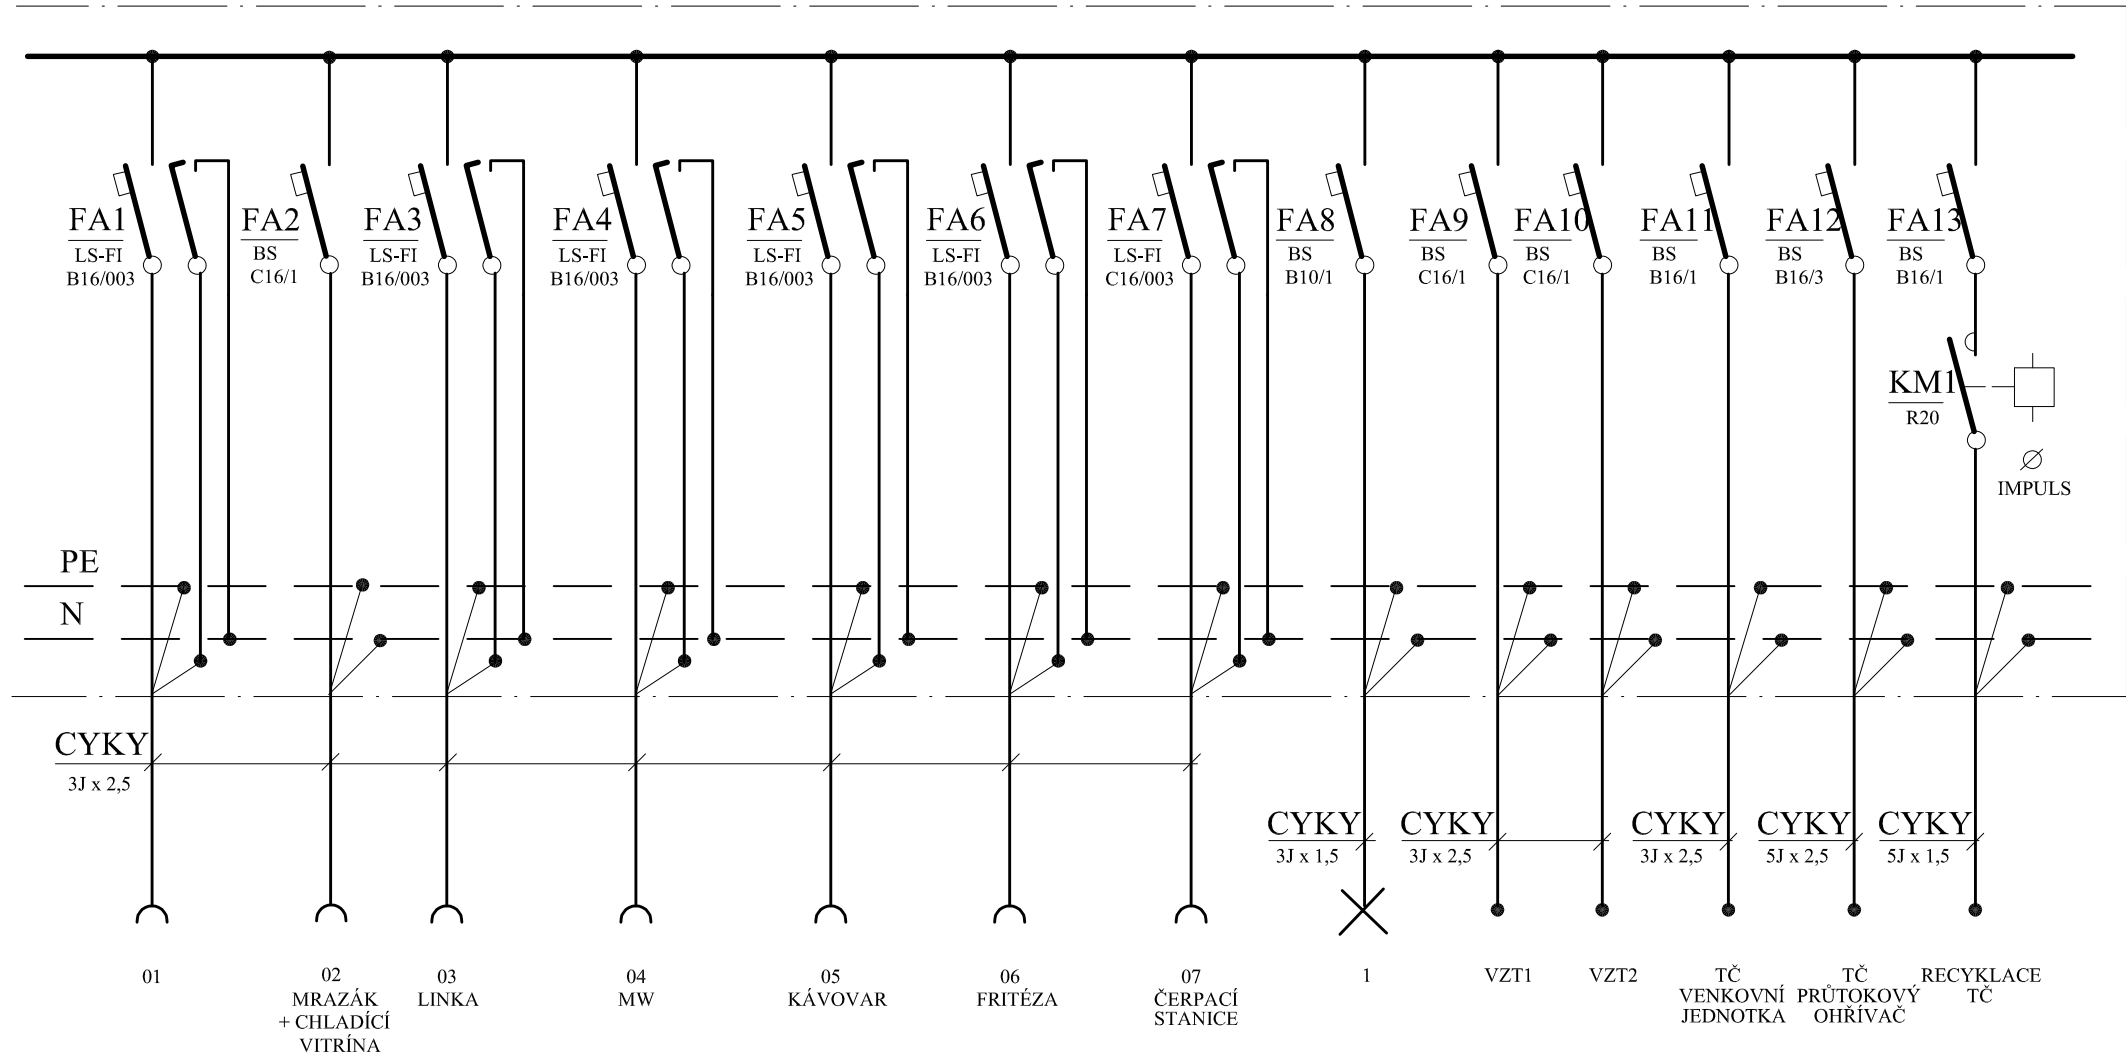 FA1
LS-FI
B16/003
FA2
BS
C16/1
FA3
LS-FI
B16/003
FA4
LS-FI
B16/003
FA5
LS-FI
B16/003
FA6
LS-FI
B16/003
FA7
LS-FI
C16/003
FA8
BS
B10/1
FA9
BS
C16/1
FA10
BS
C16/1
FA11
BS
B16/1
FA12
BS
B16/3
FA13
BS
B16/1
KM1
R20
IMPULS
PE
N
CYKY
3J x 2,5
CYKY
3J x 1,5
CYKY
3J x 2,5
CYKY
3J x 2,5
CYKY
5J x 2,5
CYKY
5J x 1,5
01
02
MRAZÁK
+ CHLADÍCÍ
VITRÍNA
03
LINKA
04
MW
05
KÁVOVAR
06
FRITÉZA
07
ČERPACÍ
STANICE
1
VZT1
VZT2
TČ
VENKOVNÍ
JEDNOTKA
TČ
PRŮTOKOVÝ
OHŘÍVAČ
RECYKLACE
TČ